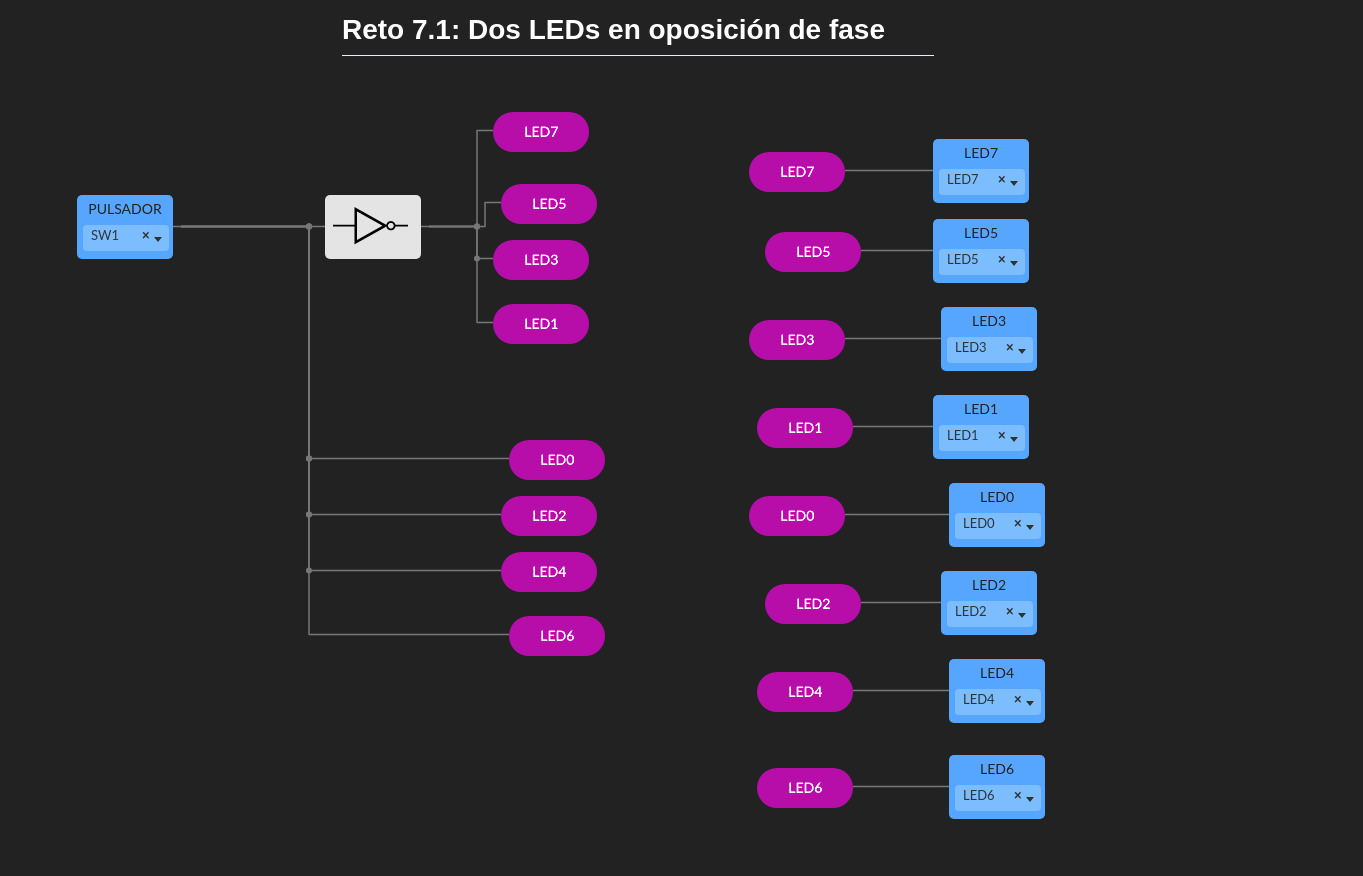 Reto 7.1: Dos LEDs en oposición de fase
PULSADOR
SW1 ×
LED7
LED5
LED3
LED1
LED0
LED2
LED4
LED6
LED7
LED7
LED7 ×
LED5
LED5
LED5 ×
LED3
LED3
LED3 ×
LED1
LED1
LED1 ×
LED0
LED0
LED0 ×
LED2
LED2
LED2 ×
LED4
LED4
LED4 ×
LED6
LED6
LED6 ×